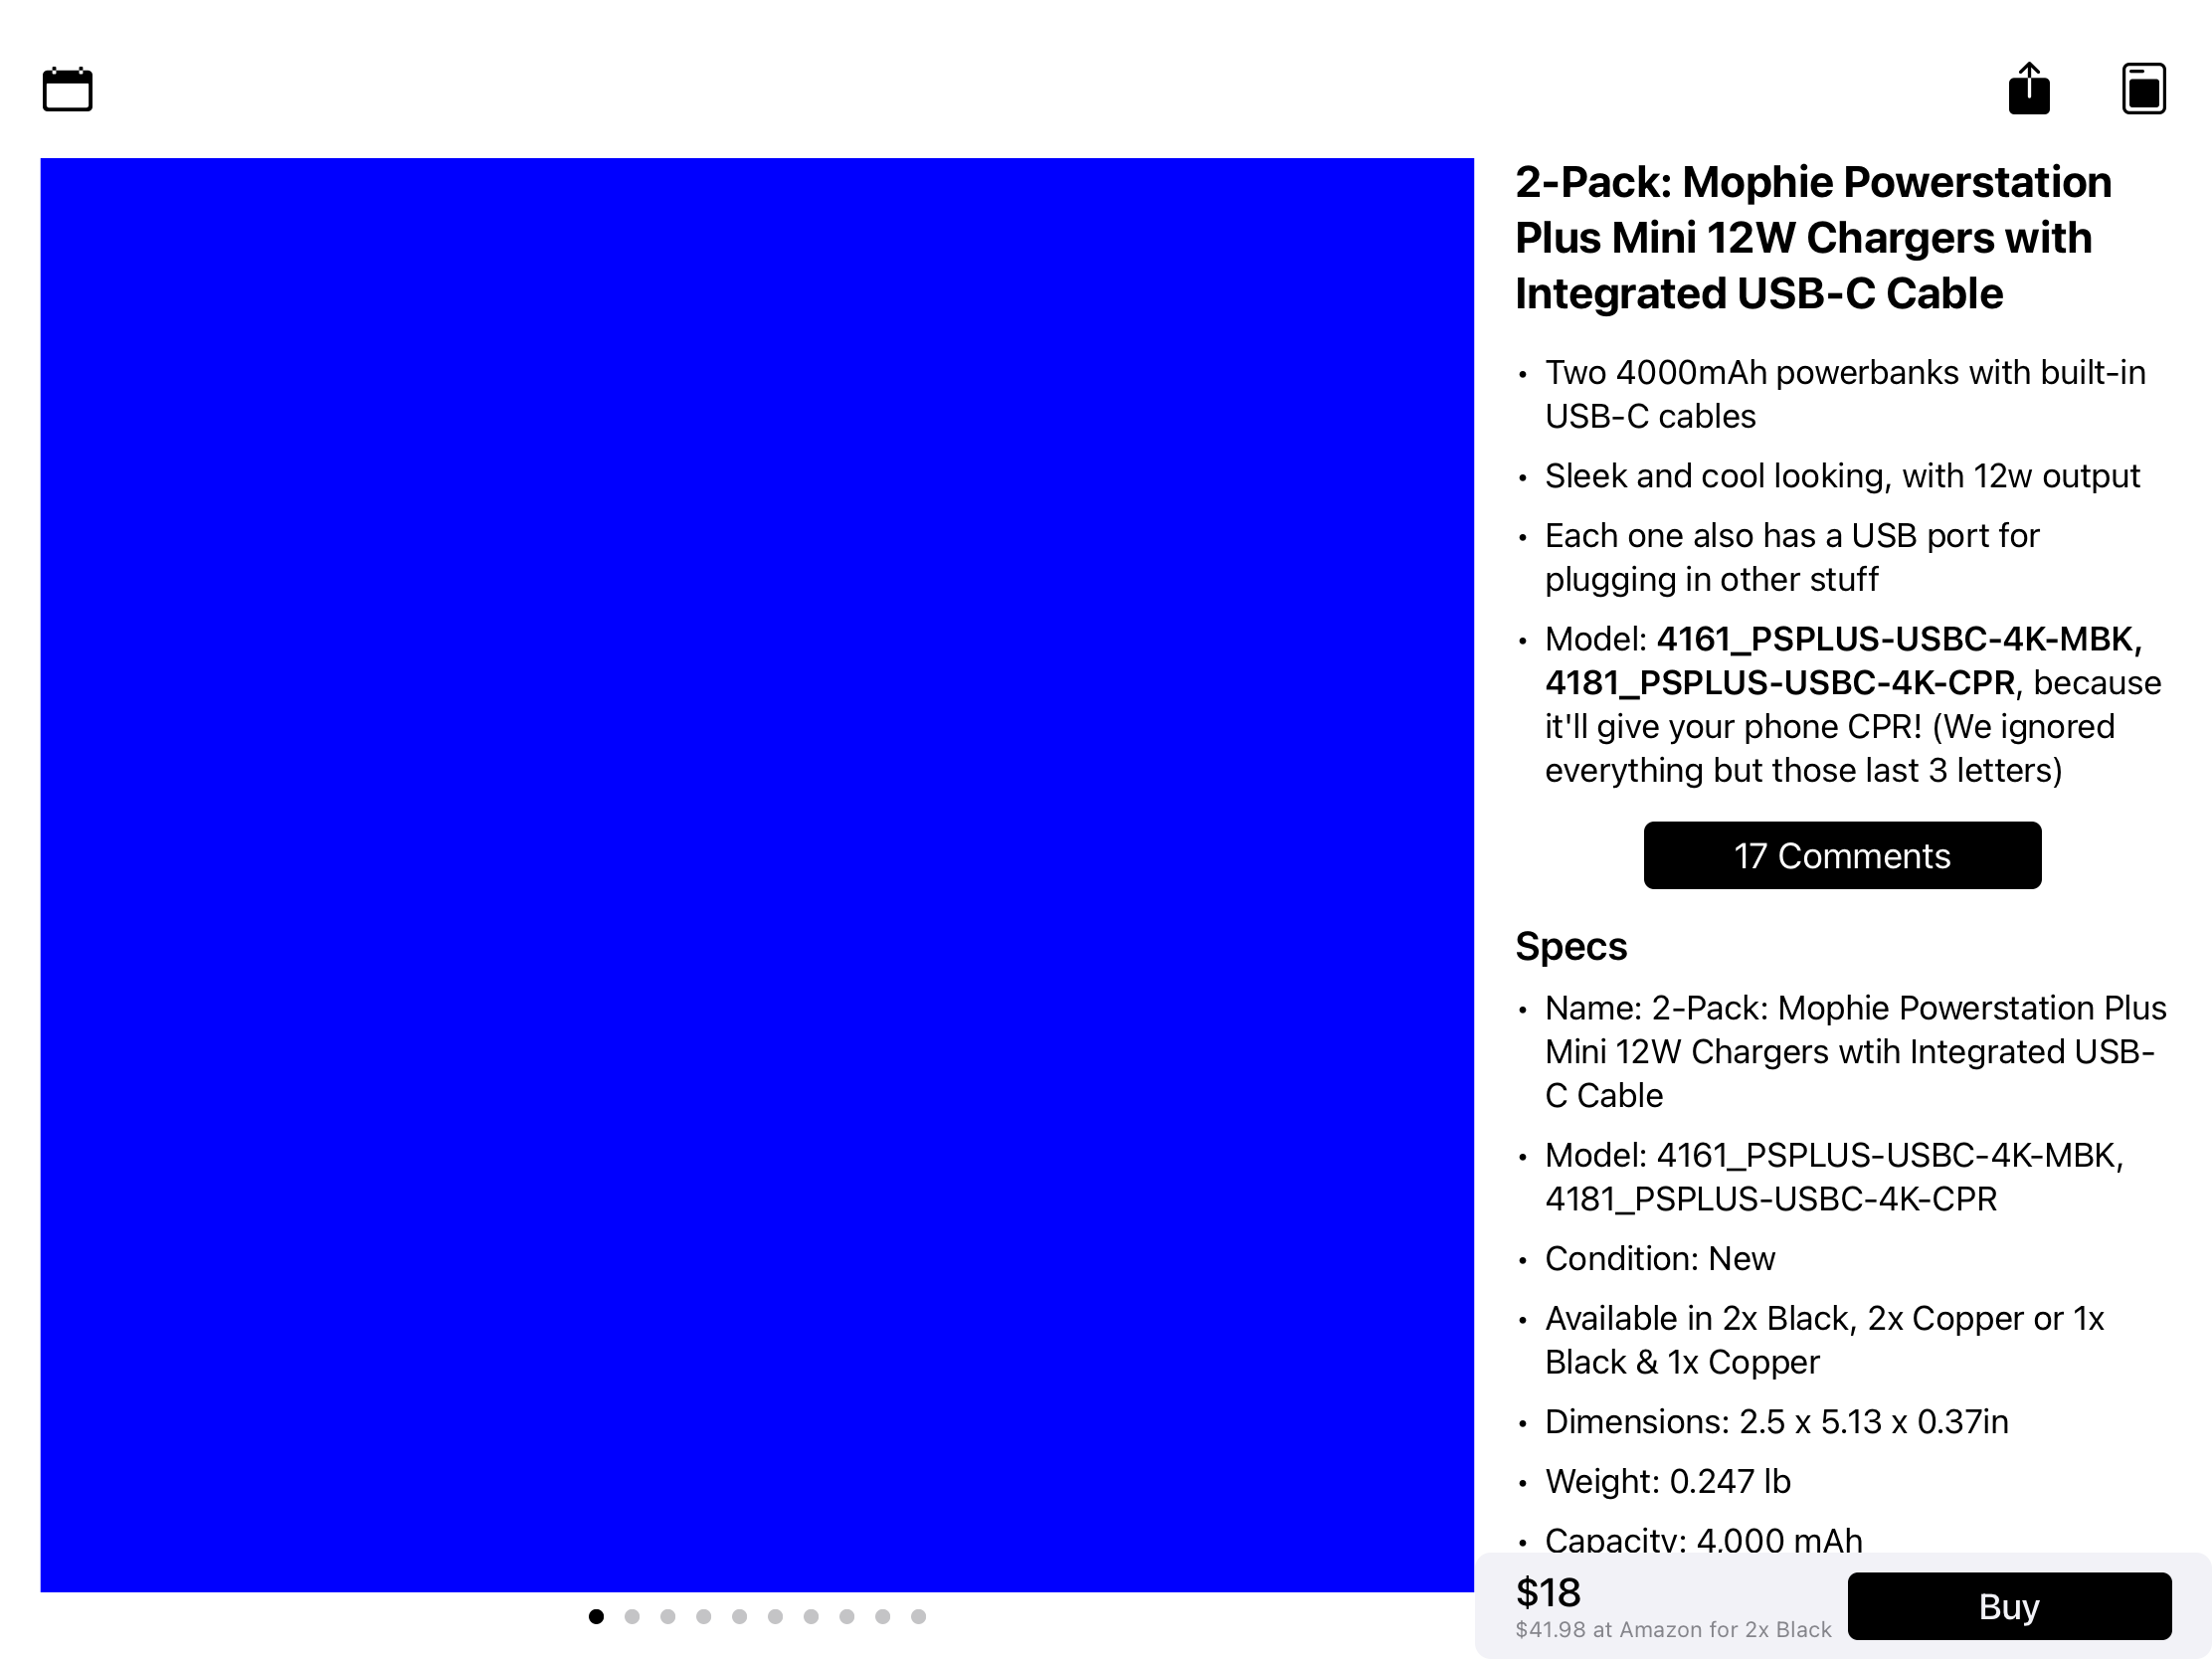 2-Pack: Mophie Powerstation
Plus Mini 12W Chargers with
Integrated USB-C Cable
• Two 4000mAh powerbanks with built-in
USB-C cables
• Sleek and cool looking, with 12w output
• Each one also has a USB port for
plugging in other stuff
• Model: 4161_PSPLUS-USBC-4K-MBK,
4181_PSPLUS-USBC-4K-CPR, because
it'll give your phone CPR! (We ignored
everything but those last 3 letters)
17 Comments
Specs
• Name: 2-Pack: Mophie Powerstation Plus
Mini 12W Chargers wtih Integrated USB-
C Cable
• Model: 4161_PSPLUS-USBC-4K-MBK,
4181_PSPLUS-USBC-4K-CPR
• Condition: New
• Available in 2x Black, 2x Copper or 1x
Black & 1x Copper
• Dimensions: 2.5 x 5.13 x 0.37in
• Weight: 0.247 lb
• Capacity: 4,000 mAh
$18
$41.98 at Amazon for 2x Black
Buy